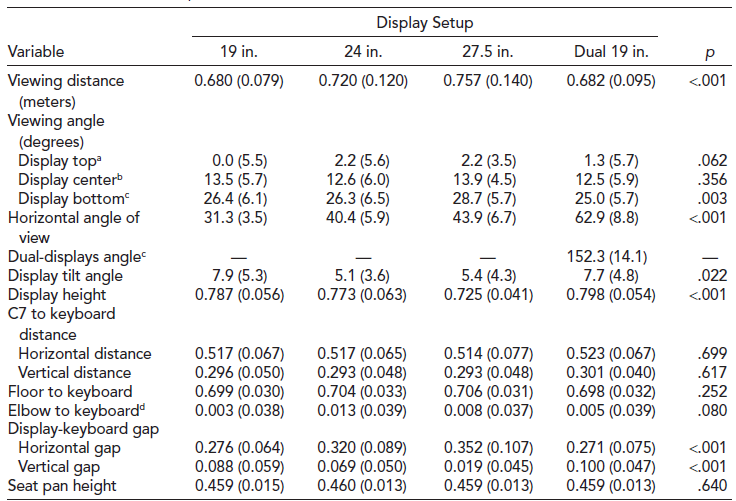 Display Setup
Variable 19 in. 24 in. 27.5 in. Dual 19 in. p
Viewing distance 0.680 (0.079) 0.720 (0.120) 0.757 (0.140) 0.682 (0.095) <.001
(meters)
Viewing angle
(degrees)
Display topᵃ 0.0 (5.5) 2.2 (5.6) 2.2 (3.5) 1.3 (5.7) .062
Display centerᵇ 13.5 (5.7) 12.6 (6.0) 13.9 (4.5) 12.5 (5.9) .356
Display bottomᶜ 26.4 (6.1) 26.3 (6.5) 28.7 (5.7) 25.0 (5.7) .003
Horizontal angle of 31.3 (3.5) 40.4 (5.9) 43.9 (6.7) 62.9 (8.8) <.001
view
Dual-displays angleᶜ — — — 152.3 (14.1) —
Display tilt angle 7.9 (5.3) 5.1 (3.6) 5.4 (4.3) 7.7 (4.8) .022
Display height 0.787 (0.056) 0.773 (0.063) 0.725 (0.041) 0.798 (0.054) <.001
C7 to keyboard
distance
Horizontal distance 0.517 (0.067) 0.517 (0.065) 0.514 (0.077) 0.523 (0.067) .699
Vertical distance 0.296 (0.050) 0.293 (0.048) 0.293 (0.048) 0.301 (0.040) .617
Floor to keyboard 0.699 (0.030) 0.704 (0.033) 0.706 (0.031) 0.698 (0.032) .252
Elbow to keyboardᵈ 0.003 (0.038) 0.013 (0.039) 0.008 (0.037) 0.005 (0.039) .080
Display-keyboard gap
Horizontal gap 0.276 (0.064) 0.320 (0.089) 0.352 (0.107) 0.271 (0.075) <.001
Vertical gap 0.088 (0.059) 0.069 (0.050) 0.019 (0.045) 0.100 (0.047) <.001
Seat pan height 0.459 (0.015) 0.460 (0.013) 0.459 (0.013) 0.459 (0.013) .640